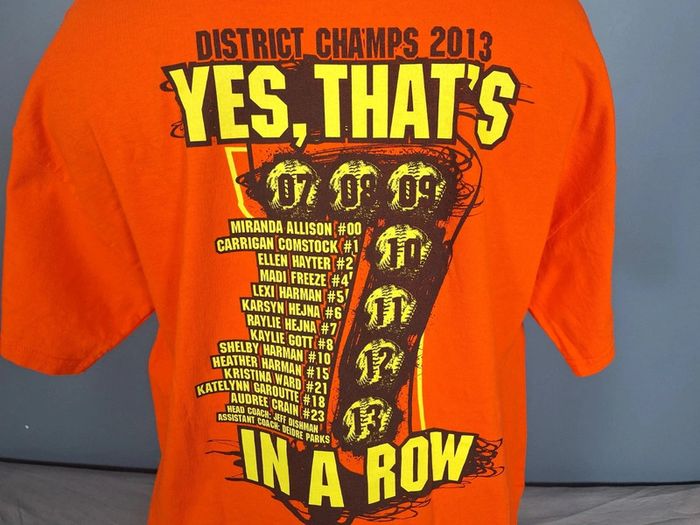 DISTRICT CHAMPS 2013
YES, THAT'S
07 08 09
MIRANDA ALLISON #00
CARRIGAN COMSTOCK #1
10
ELLEN HAYTER #2
MADI FREEZE #4
LEXI HARMAN #5
11
KARSYN HEJNA #6
RAYLIE HEJNA #7
KAYLIE GOTT #8
SHELBY HARMAN #10
12
HEATHER HARMAN #15
KRISTINA WARD #21
KATELYNN GAROUTTE #18
AUDREE CRAIN #23
13
HEAD COACH: JEFF DISHMAN
ASSISTANT COACH: DEIDRE PARKS
IN A ROW